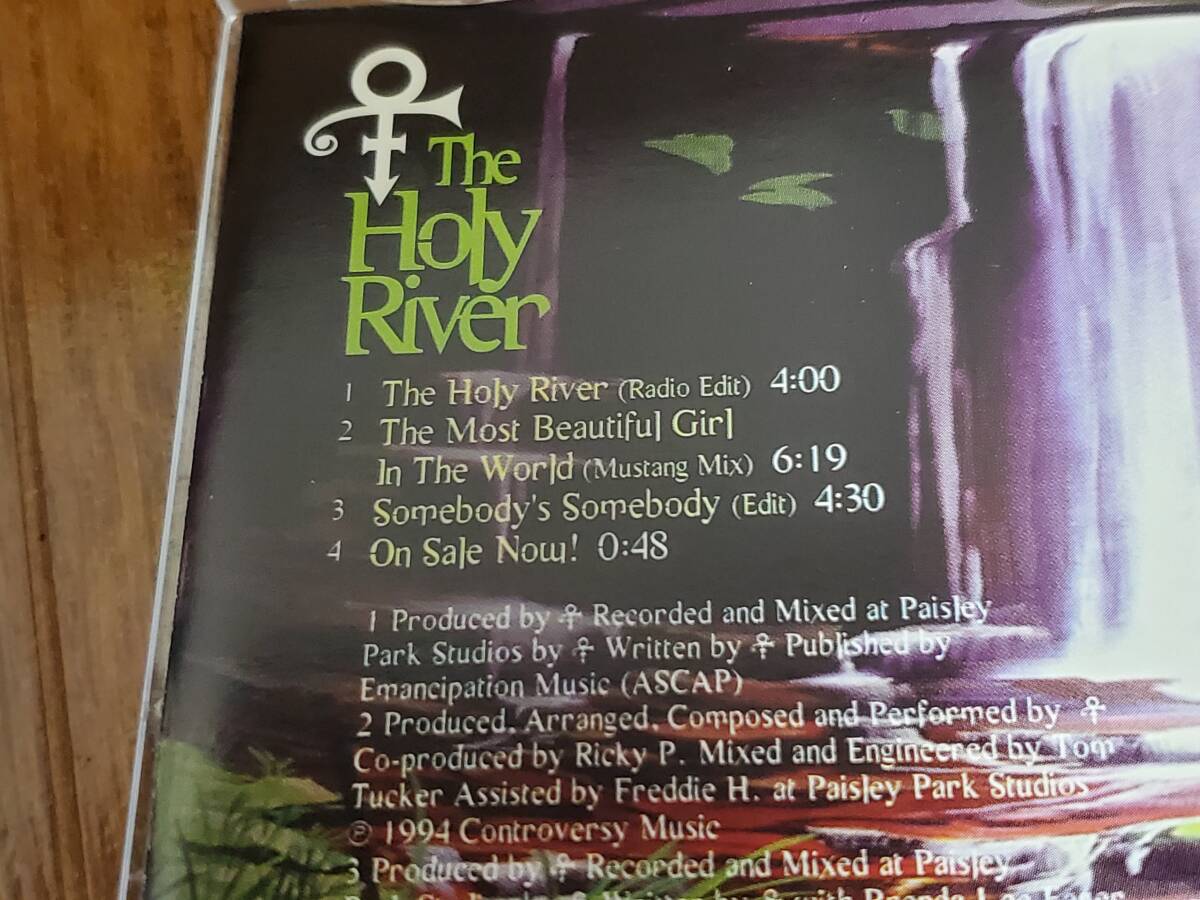 The
Holy
River
1 The Holy River (Radio Edit) 4:00
2 The Most Beautiful Girl
In The World (Mustang Mix) 6:19
3 Somebody's Somebody (Edit) 4:30
4 On Sale Now! 0:48
1 Produced by Recorded and Mixed at Paisley
Park Studios by Written by Published by
Emancipation Music (ASCAP)
2 Produced, Arranged, Composed and Performed by
Co-produced by Ricky P. Mixed and Engineered by Tom
Tucker Assisted by Freddie H. at Paisley Park Studios
℗ 1994 Controversy Music
3 Produced by Recorded and Mixed at Paisley
with